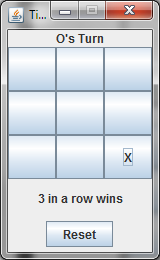 Ti...
O's Turn
X
3 in a row wins
Reset